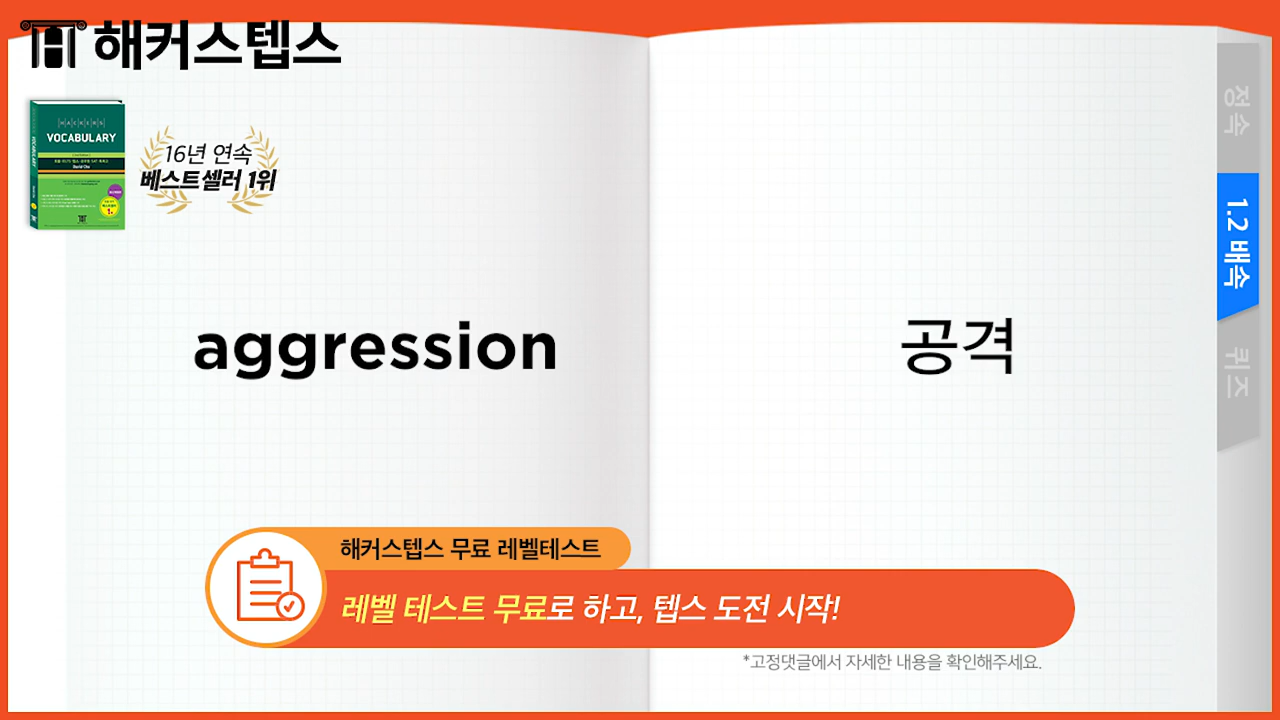 해커스텝스
HACKERS
VOCABULARY
16년 연속
베스트셀러 1위
aggression
공격
정속
1.2 배속
퀴즈
해커스텝스 무료 레벨테스트
레벨 테스트 무료로 하고, 텝스 도전 시작!
*고정댓글에서 자세한 내용을 확인해주세요.